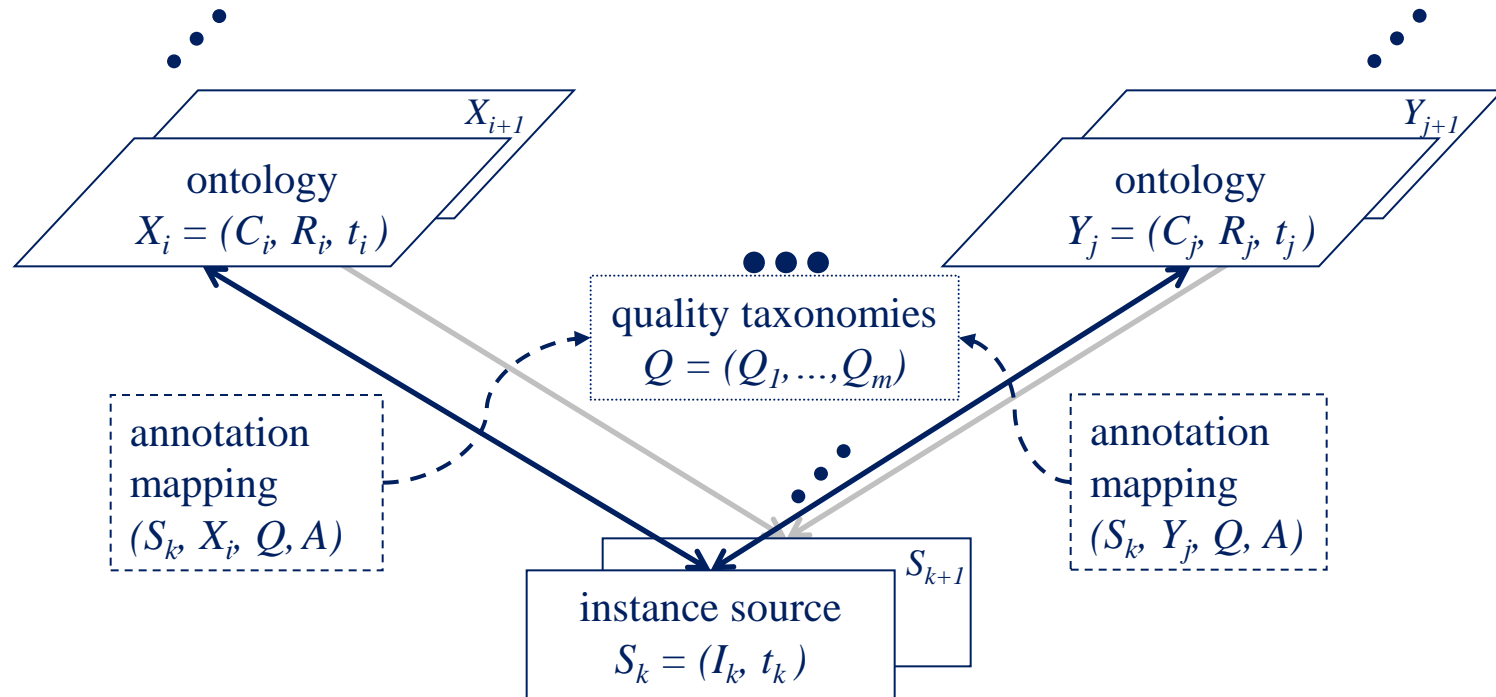 X_{i+1}
ontology
X_i = (C_i, R_i, t_i)
Y_{j+1}
ontology
Y_j = (C_j, R_j, t_j)
quality taxonomies
Q = (Q_1,...,Q_m)
annotation
mapping
(S_k, X_i, Q, A)
annotation
mapping
(S_k, Y_j, Q, A)
S_{k+1}
instance source
S_k = (I_k, t_k)